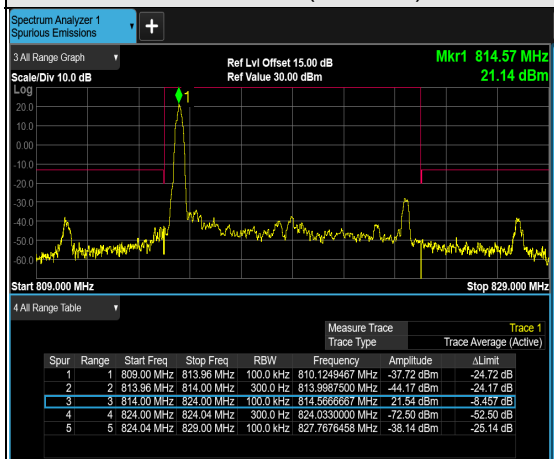 Spectrum Analyzer 1
Spurious Emissions
+
3 All Range Graph
Scale/Div 10.0 dB
Ref Lvl Offset 15.00 dB
Ref Value 30.00 dBm
Mkr1 814.57 MHz
21.14 dBm
Log
1
20.0
10.0
0.00
-10.0
-20.0
-30.0
-40.0
-50.0
-60.0
Start 809.000 MHz
Stop 829.000 MHz
4 All Range Table
Measure Trace Trace 1
Trace Type Trace Average (Active)
Spur Range Start Freq Stop Freq RBW Frequency Amplitude ΔLimit
1 1 809.00 MHz 813.96 MHz 100.0 kHz 810.1249467 MHz -37.72 dBm -24.72 dB
2 2 813.96 MHz 814.00 MHz 300.0 Hz 813.9987500 MHz -44.17 dBm -24.17 dB
3 3 814.00 MHz 824.00 MHz 100.0 kHz 814.5666667 MHz 21.54 dBm -8.457 dB
4 4 824.00 MHz 824.04 MHz 300.0 Hz 824.0330000 MHz -72.50 dBm -52.50 dB
5 5 824.04 MHz 829.00 MHz 100.0 kHz 827.7676458 MHz -38.14 dBm -25.14 dB